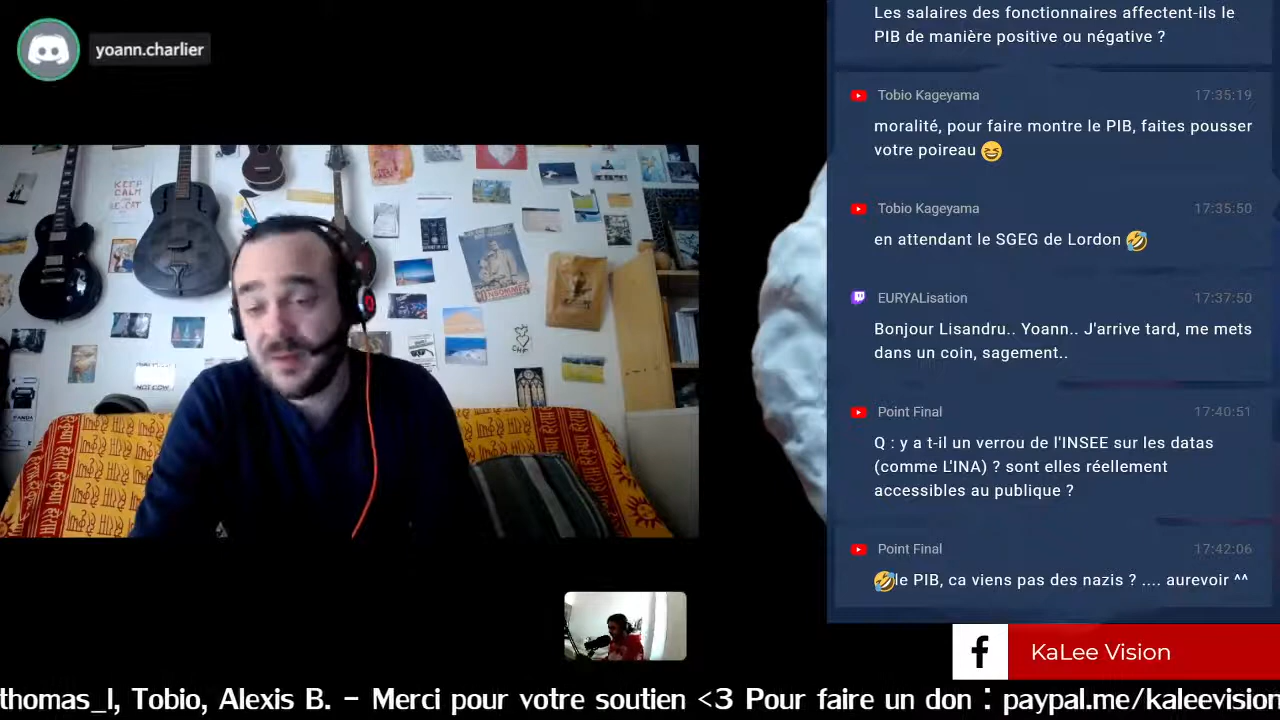 yoann.charlier
KEEP
CALM
CONSOMMEZ
Les salaires des fonctionnaires affectent-ils le
PIB de manière positive ou négative ?
Tobio Kageyama 17:35:19
moralité, pour faire montre le PIB, faites pousser
votre poireau 😆
Tobio Kageyama 17:35:50
en attendant le SGEG de Lordon 🤣
EURYALisation 17:37:50
Bonjour Lisandru.. Yoann.. J'arrive tard, me mets
dans un coin, sagement..
Point Final 17:40:51
Q : y a t-il un verrou de l'INSEE sur les datas
(comme L'INA) ? sont elles réellement
accessibles au publique ?
Point Final 17:42:06
🤣le PIB, ca viens pas des nazis ? .... aurevoir ^^
KaLee Vision
thomas_l, Tobio, Alexis B. - Merci pour votre soutien <3 Pour faire un don : paypal.me/kaleevision